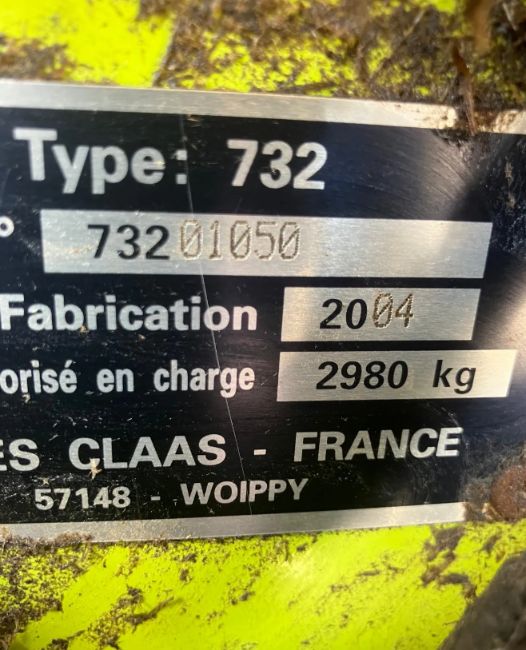 Type: 732
° 73201050
Fabrication 2004
orisé en charge 2980 kg
ES CLAAS - FRANCE
57148 - WOIPPY